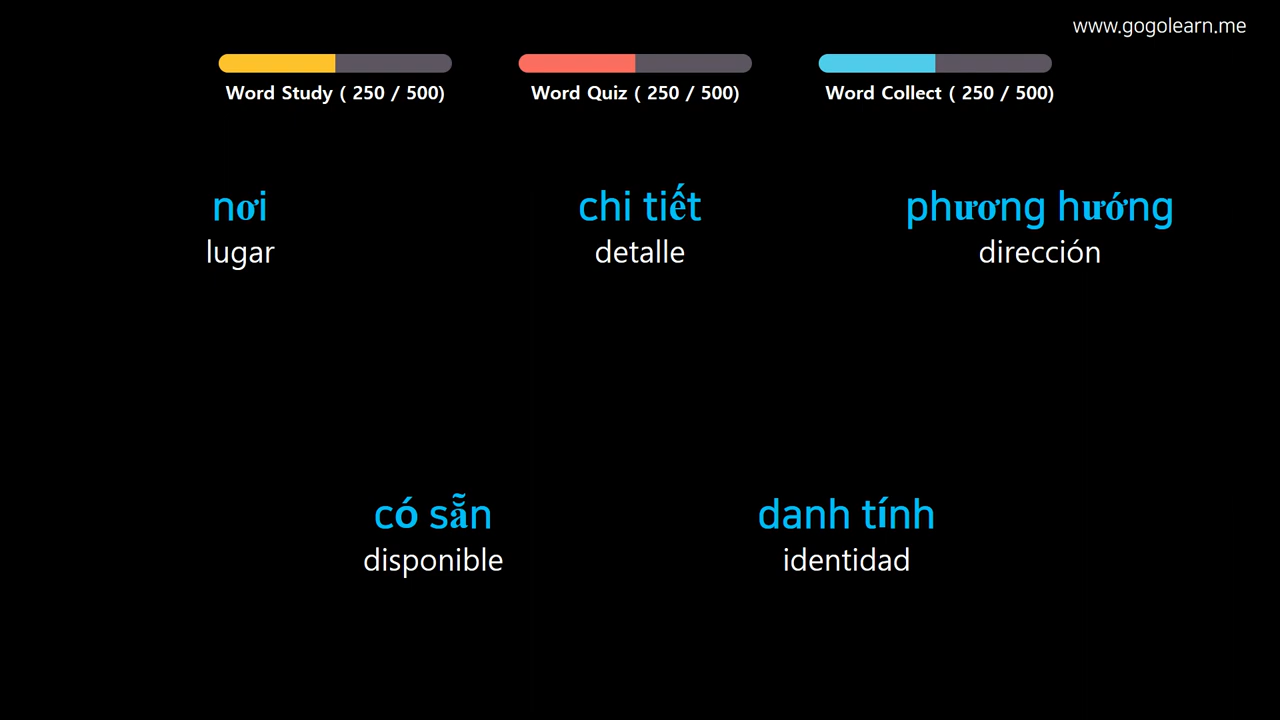 www.gogolearn.me
Word Study ( 250 / 500)
Word Quiz ( 250 / 500)
Word Collect ( 250 / 500)
nơi
lugar
chi tiết
detalle
phương hướng
dirección
có sẵn
disponible
danh tính
identidad